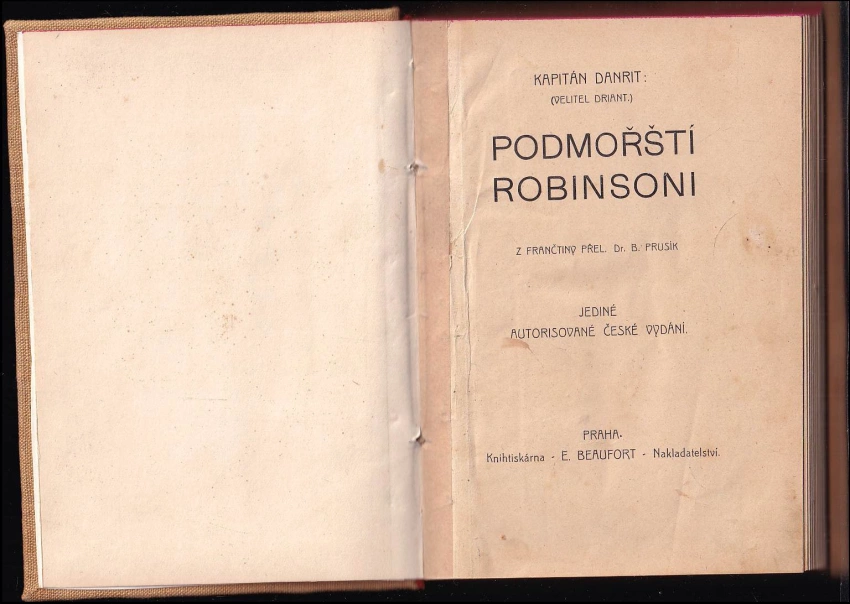 KAPITÁN DANRIT:
(VELITEL DRIANT.)
PODMOŘŠTÍ
ROBINSONI
Z FRANČTINY PŘEL. Dr. B. PRUSÍK
JEDINÉ
AUTORISOVANÉ ČESKÉ VYDÁNÍ.
PRAHA.
Knihtiskárna - E. BEAUFORT - Nakladatelství.